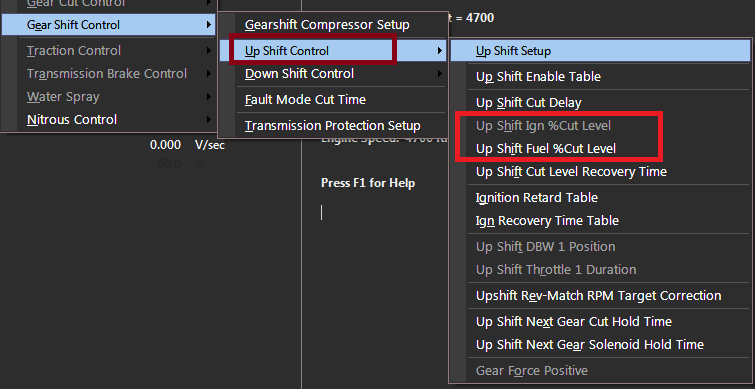 Gear Cut Control
Gear Shift Control
Traction Control
Transmission Brake Control
Water Spray
Nitrous Control
Gearshift Compressor Setup
Up Shift Control
Down Shift Control
Fault Mode Cut Time
Transmission Protection Setup
t = 4700
Up Shift Setup
Up Shift Enable Table
Up Shift Cut Delay
Up Shift Ign %Cut Level
Up Shift Fuel %Cut Level
Up Shift Cut Level Recovery Time
Ignition Retard Table
Ign Recovery Time Table
Up Shift DBW 1 Position
Up Shift Throttle 1 Duration
Upshift Rev-Match RPM Target Correction
Up Shift Next Gear Cut Hold Time
Up Shift Next Gear Solenoid Hold Time
Gear Force Positive
0.000 V/sec
60.0 %
Engine Speed: 4700 R
Press F1 for Help